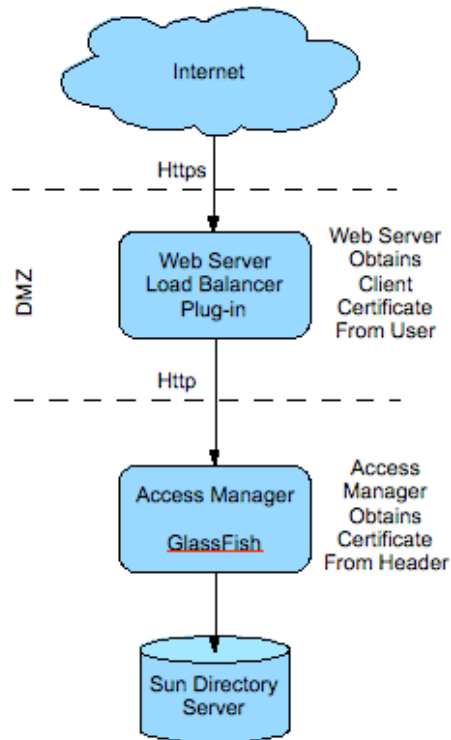 Internet
Https
DMZ
Web Server
Load Balancer
Plug-in
Web Server
Obtains
Client
Certificate
From User
Http
Access Manager
GlassFish
Access
Manager
Obtains
Certificate
From Header
Sun Directory
Server